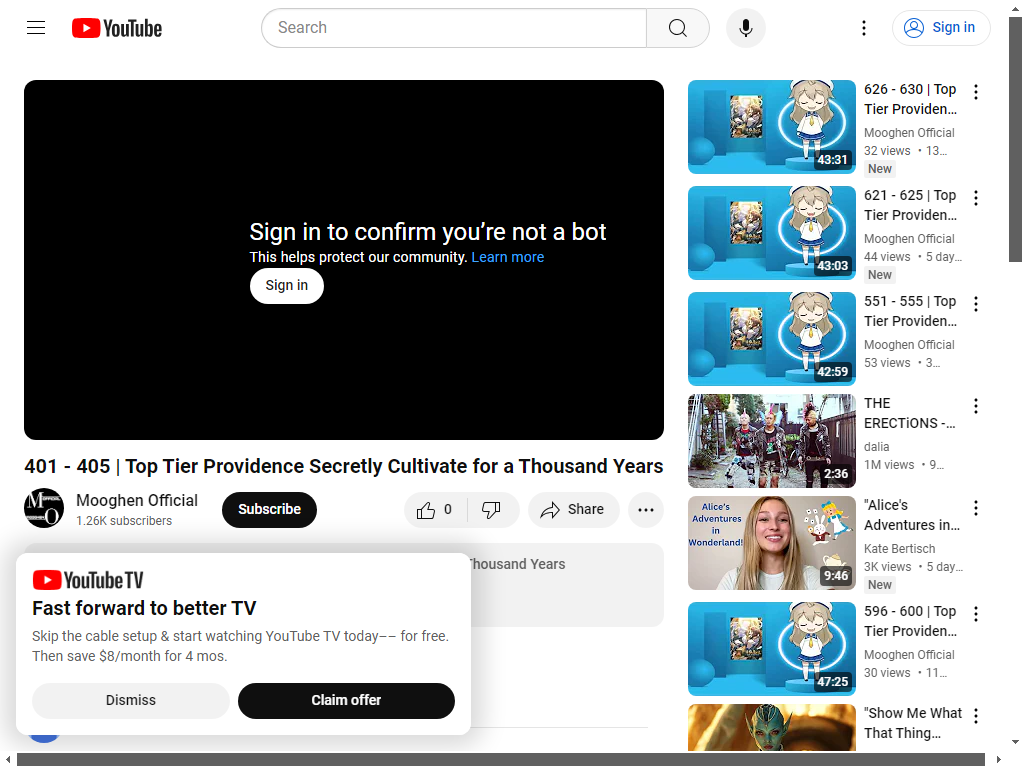 YouTube
Search
Sign in
Sign in to confirm you’re not a bot
This helps protect our community. Learn more
Sign in
401 - 405 | Top Tier Providence Secretly Cultivate for a Thousand Years
Mooghen Official
1.26K subscribers
Subscribe
0
Share
Thousand Years
YouTube TV
Fast forward to better TV
Skip the cable setup & start watching YouTube TV today–– for free.
Then save $8/month for 4 mos.
Dismiss
Claim offer
43:31
626 - 630 | Top
Tier Providen...
Mooghen Official
32 views • 13...
New
43:03
621 - 625 | Top
Tier Providen...
Mooghen Official
44 views • 5 day...
New
42:59
551 - 555 | Top
Tier Providen...
Mooghen Official
53 views • 3...
2:36
THE
ERECTiONS -...
dalia
1M views • 9...
Alice's
Adventures in
Wonderland!
9:46
"Alice's
Adventures in...
Kate Bertisch
3K views • 5 day...
New
47:25
596 - 600 | Top
Tier Providen...
Mooghen Official
30 views • 11...
"Show Me What
That Thing...